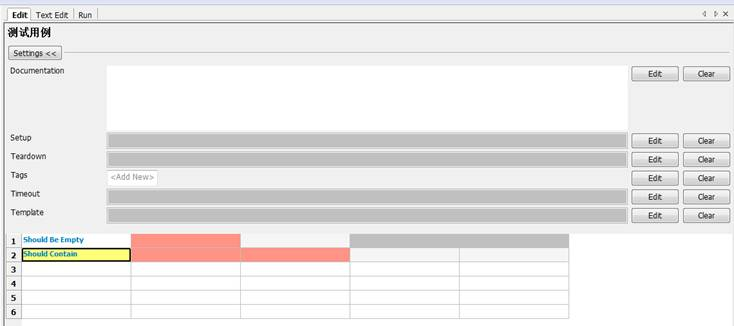 Edit Text Edit Run
测试用例
Settings <<
Documentation Edit Clear
Setup Edit Clear
Teardown Edit Clear
Tags <Add New> Edit Clear
Timeout Edit Clear
Template Edit Clear
1 Should Be Empty
2 Should Contain
3
4
5
6